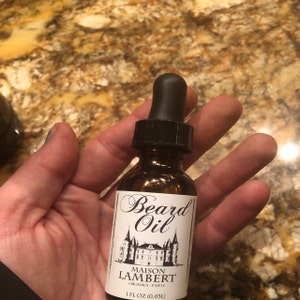 Beard
Oil
MAISON
LAMBERT
1 FL OZ (0.03L)